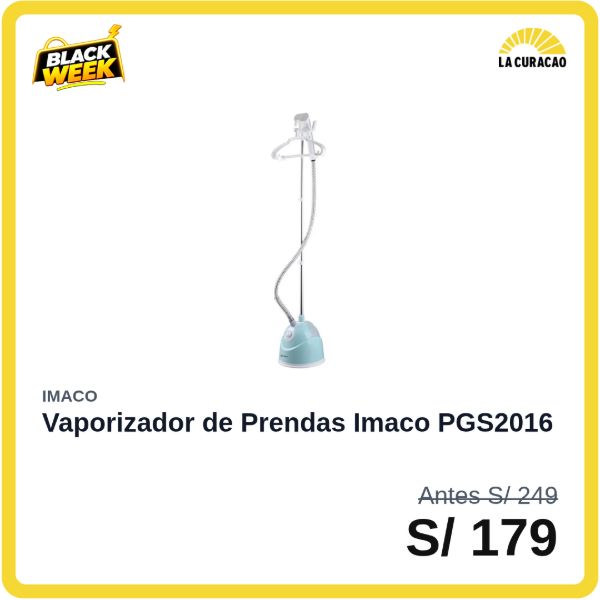 BLACK
WEEK
LA CURACAO
IMACO
Vaporizador de Prendas Imaco PGS2016
Antes S/ 249
S/ 179